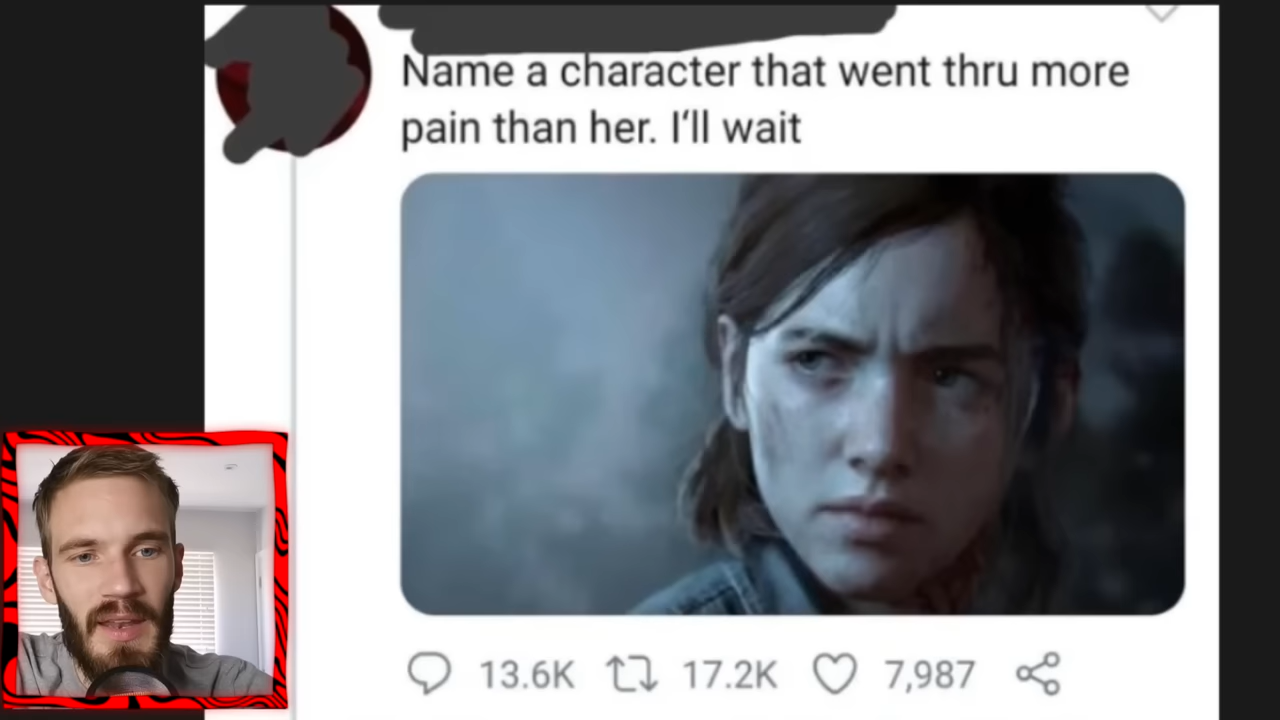 Name a character that went thru more
pain than her. I‘ll wait
13.6K 17.2K 7,987